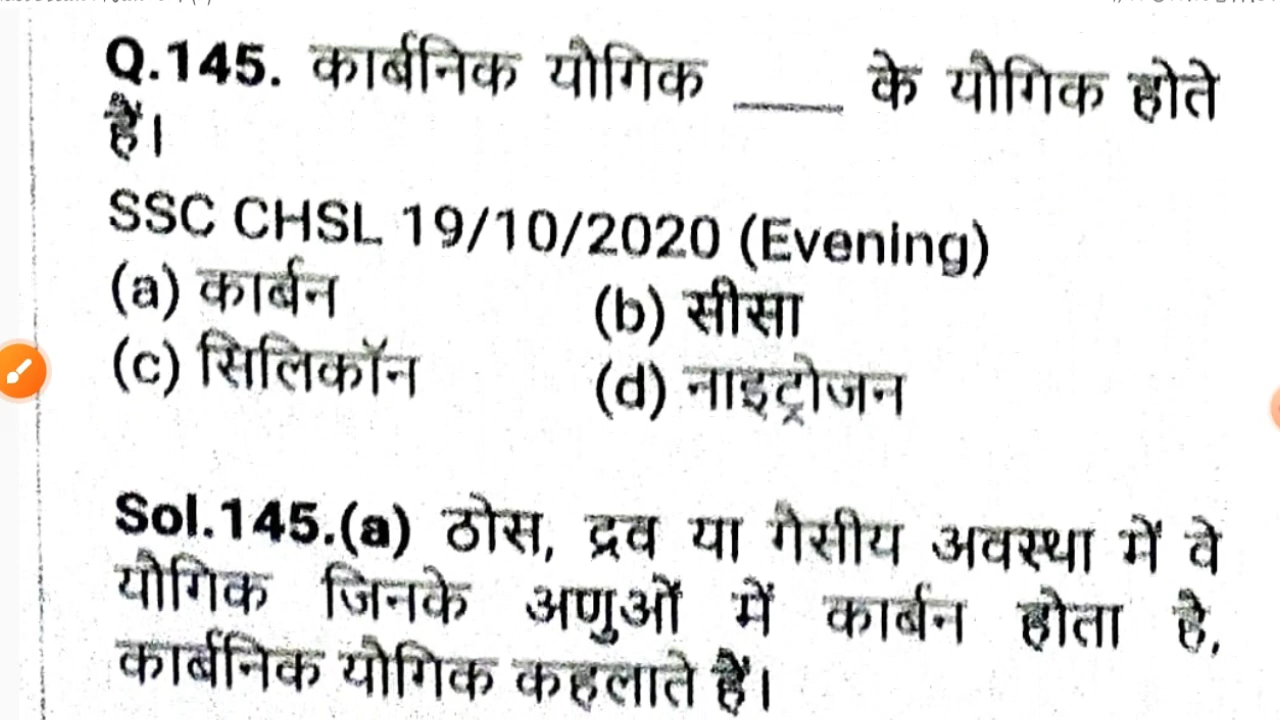 Q.145. कार्बनिक यौगिक ____ के यौगिक होते
हैं।
SSC CHSL 19/10/2020 (Evening)
(a) कार्बन (b) सीसा
(c) सिलिकॉन (d) नाइट्रोजन
Sol.145.(a) ठोस, द्रव या गैसीय अवस्था में वे
यौगिक जिनके अणुओं में कार्बन होता है,
कार्बनिक यौगिक कहलाते हैं।